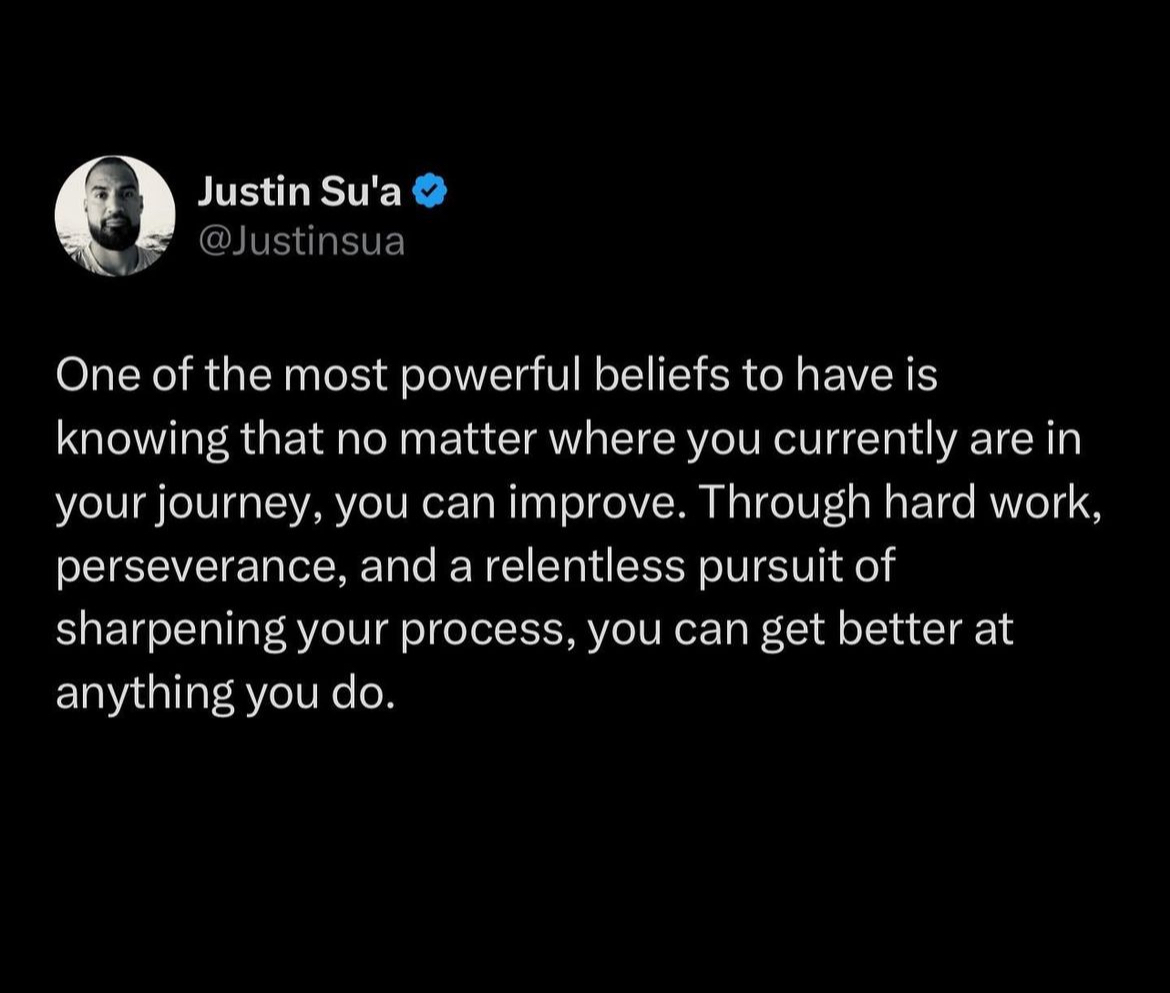 Justin Su'a
@Justinsua
One of the most powerful beliefs to have is
knowing that no matter where you currently are in
your journey, you can improve. Through hard work,
perseverance, and a relentless pursuit of
sharpening your process, you can get better at
anything you do.